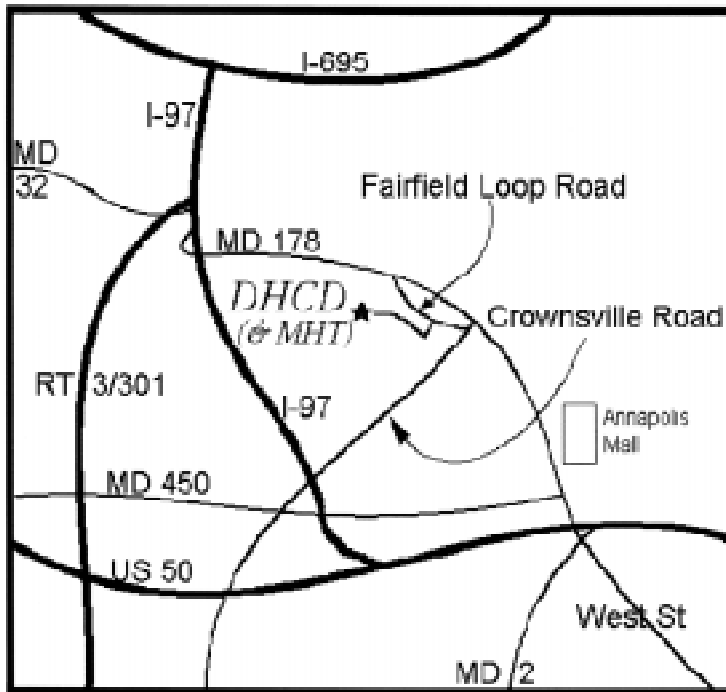 I-695
I-97
MD
32
Fairfield Loop Road
MD 178
DHCD
(& MHT)
Crownsville Road
RT 3/301
I-97
Annapolis
Mall
MD 450
US 50
West St
MD 2